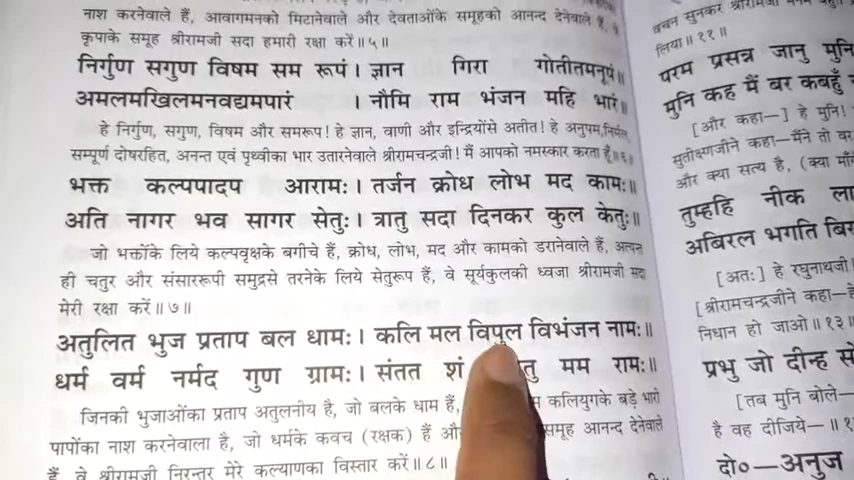 नाश करनेवाले हैं, आवागमनको मिटानेवाले और देवताओंके समूहको आनन्द देनेवाले हैं,
कृपाके समूह श्रीरामजी सदा हमारी रक्षा करें॥५॥
निर्गुण सगुण विषम सम रूपं। ज्ञान गिरा गोतीतमनूपं॥
अमलमखिलमनवद्यमपारं । नौमि राम भंजन महि भारं॥
हे निर्गुण, सगुण, विषम और समरूप! हे ज्ञान, वाणी और इन्द्रियोंसे अतीत! हे अनुपम, निर्मल,
सम्पूर्ण दोषरहित, अनन्त एवं पृथ्वीका भार उतारनेवाले श्रीरामचन्द्रजी! मैं आपको नमस्कार करता हूँ॥६॥
भक्त कल्पपादप आरामः। तर्जन क्रोध लोभ मद कामः॥
अति नागर भव सागर सेतुः। त्रातु सदा दिनकर कुल केतुः॥
जो भक्तोंके लिये कल्पवृक्षके बगीचे हैं, क्रोध, लोभ, मद और कामको डरानेवाले हैं, अत्यन्त
ही चतुर और संसाररूपी समुद्रसे तरनेके लिये सेतुरूप हैं, वे सूर्यकुलकी ध्वजा श्रीरामजी सदा
मेरी रक्षा करें॥७॥
अतुलित भुज प्रताप बल धामः। कलि मल विपुल विभंजन नामः॥
धर्म वर्म नर्मद गुण ग्रामः। संतत शं तु मम रामः॥
जिनकी भुजाओंका प्रताप अतुलनीय है, जो बलके धाम हैं, कलियुगके बड़े भारी
पापोंका नाश करनेवाला है, जो धर्मके कवच (रक्षक) हैं समूह आनन्द देनेवाले
हैं, वे श्रीरामजी निरन्तर मेरे कल्याणका विस्तार करें॥८॥
वचन सुनकर श्रीरामजी
लिया॥११॥
परम प्रसन्न जानु मुनि
मुनि कह मैं बर कबहुँ
[और कहा—] हे मुनि!
सुतीक्ष्णजीने कहा—मैंने तो वर
और क्या सत्य है, (क्या
तुम्हहि नीक
अबिरल भगति
[अतः] हे रघुनाथजी!
[श्रीरामचन्द्रजीने कहा—हे
निधान हो जाओ॥१३॥
प्रभु जो दीन्ह
[तब मुनि बोले—
है वह दीजिये—॥
दो०—अनुज